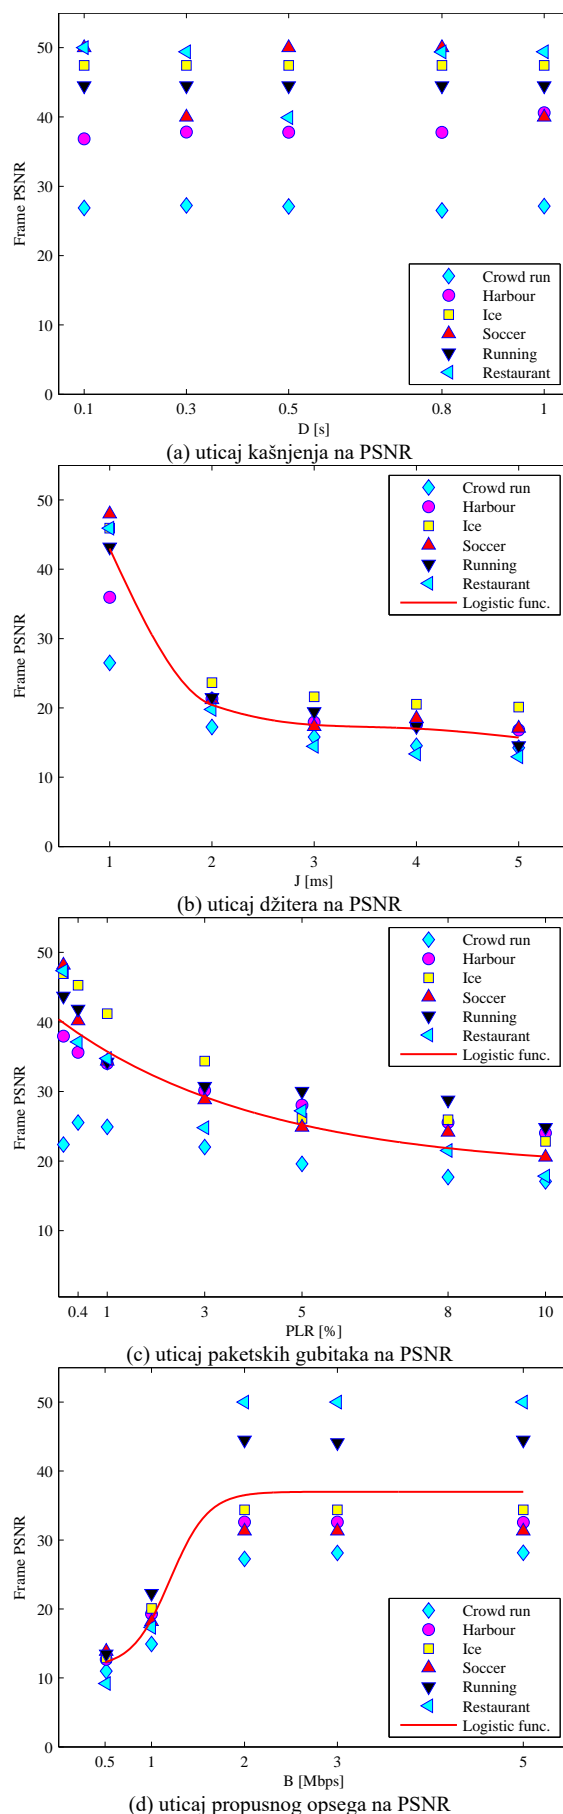 50
40
30
20
10
0
Frame PSNR
Crowd run
Harbour
Ice
Soccer
Running
Restaurant
0.1 0.3 0.5 0.8 1
D [s]
(a) uticaj kašnjenja na PSNR
50
40
30
20
10
0
Frame PSNR
Crowd run
Harbour
Ice
Soccer
Running
Restaurant
Logistic func.
1 2 3 4 5
J [ms]
(b) uticaj džitera na PSNR
50
40
30
20
10
Frame PSNR
Crowd run
Harbour
Ice
Soccer
Running
Restaurant
Logistic func.
0.4 1 3 5 8 10
PLR [%]
(c) uticaj paketskih gubitaka na PSNR
50
40
30
20
10
0
Frame PSNR
Crowd run
Harbour
Ice
Soccer
Running
Restaurant
Logistic func.
0.5 1 2 3 5
B [Mbps]
(d) uticaj propusnog opsega na PSNR